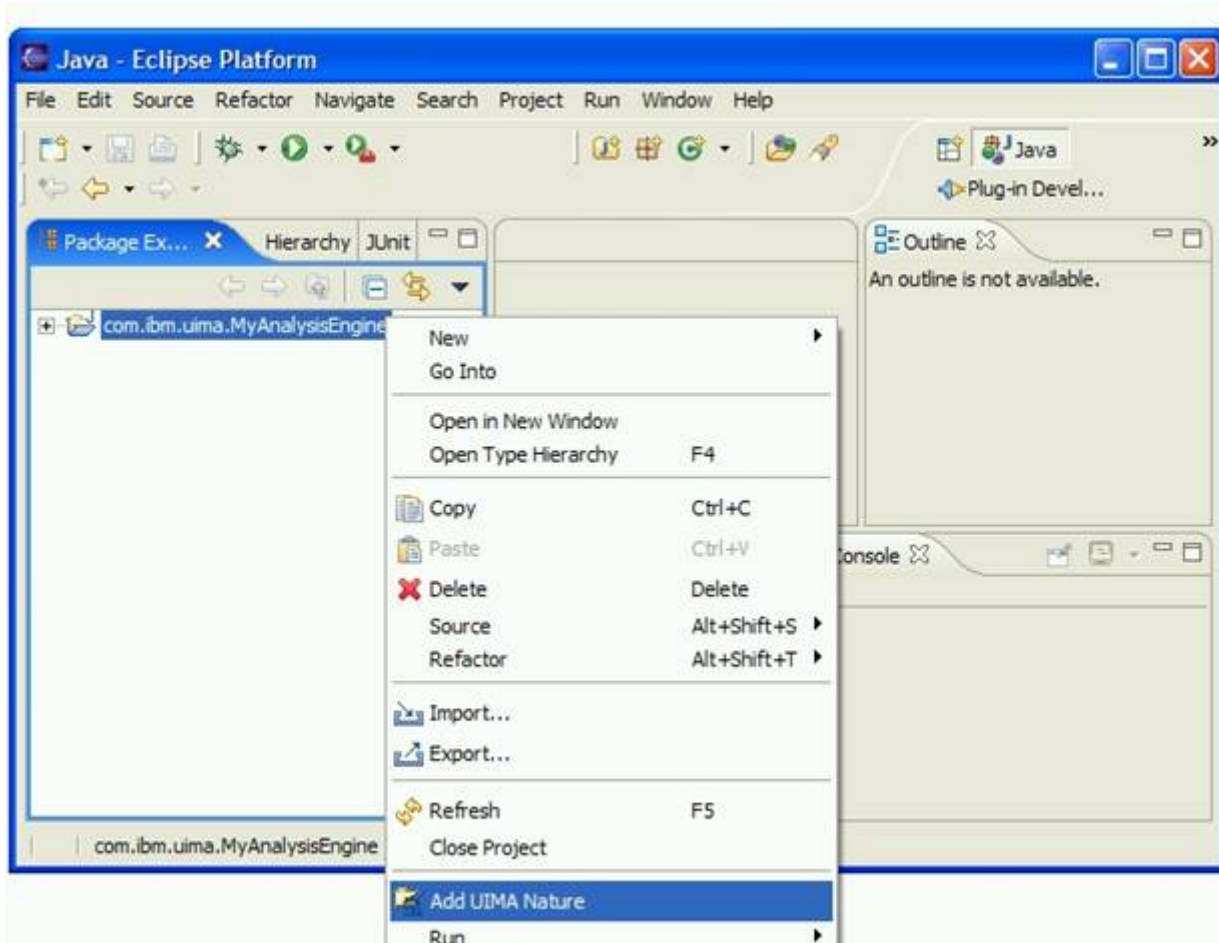 Java - Eclipse Platform
File Edit Source Refactor Navigate Search Project Run Window Help
Java
Plug-in Devel...
Package Ex... Hierarchy JUnit
Outline
An outline is not available.
com.ibm.uima.MyAnalysisEngine
New
Go Into
Open in New Window
Open Type Hierarchy F4
Copy Ctrl+C
Paste Ctrl+V
Console
Delete Delete
Source Alt+Shift+S
Refactor Alt+Shift+T
Import...
Export...
Refresh F5
com.ibm.uima.MyAnalysisEngine
Close Project
Add UIMA Nature
Run